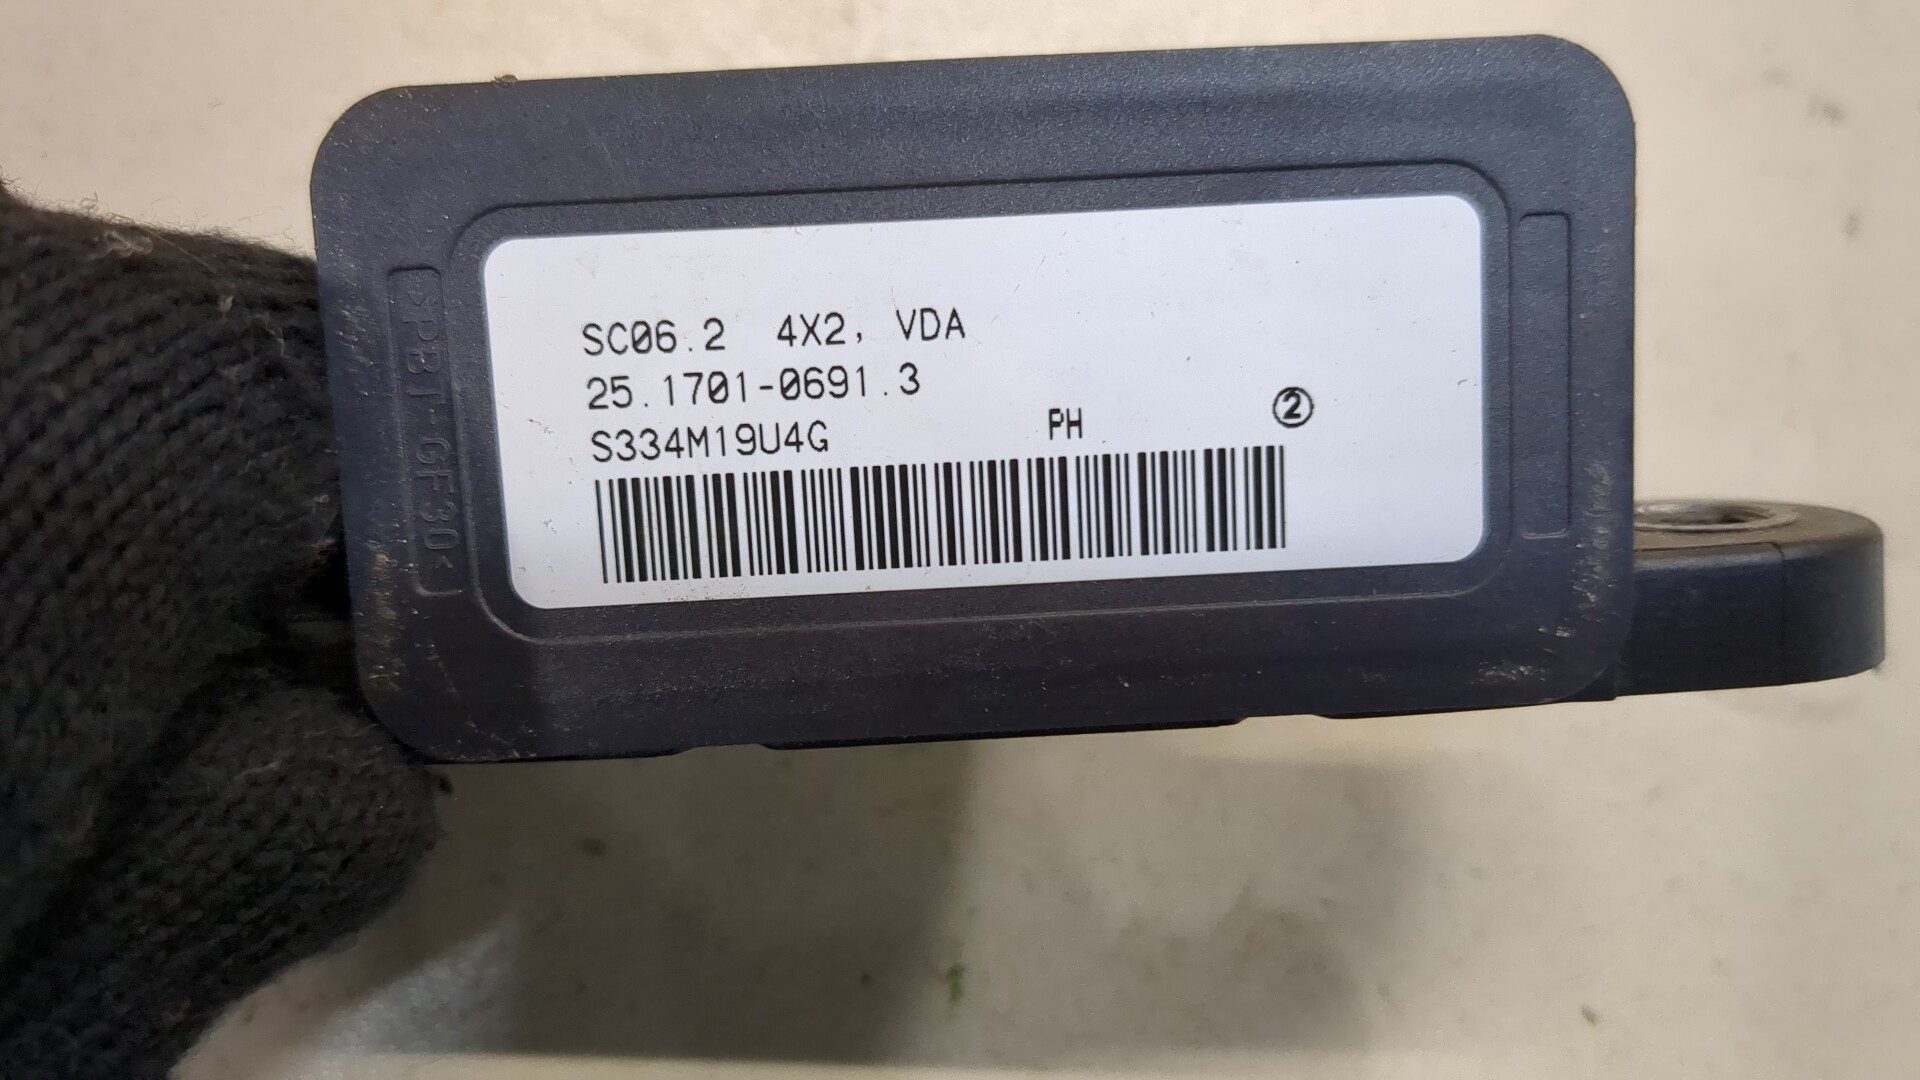 SC06.2 4X2, VDA
25.1701-0691.3
S334M19U4G PH ②
>PBT-GF30<